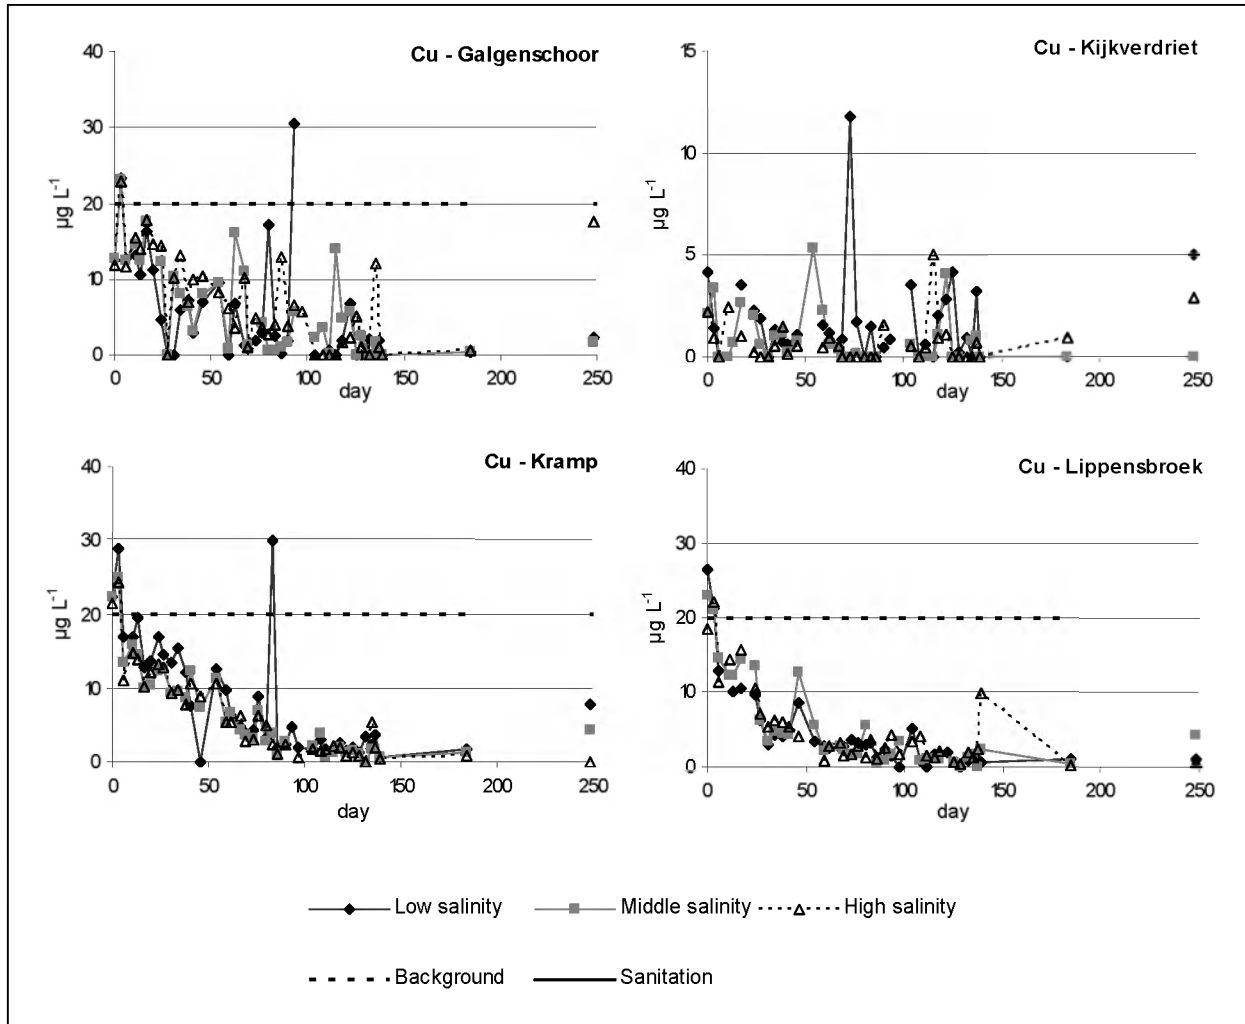 Cu - Galgenschoor
µg L-1
40
30
20
10
0
0 50 100 150 200 250
day
Cu - Kijkverdriet
µg L-1
15
10
5
0
0 50 100 150 200 250
day
Cu - Kramp
µg L-1
40
30
20
10
0
0 50 100 150 200 250
day
Cu - Lippensbroek
µg L-1
40
30
20
10
0
0 50 100 150 200 250
day
Low salinity Middle salinity High salinity
Background Sanitation